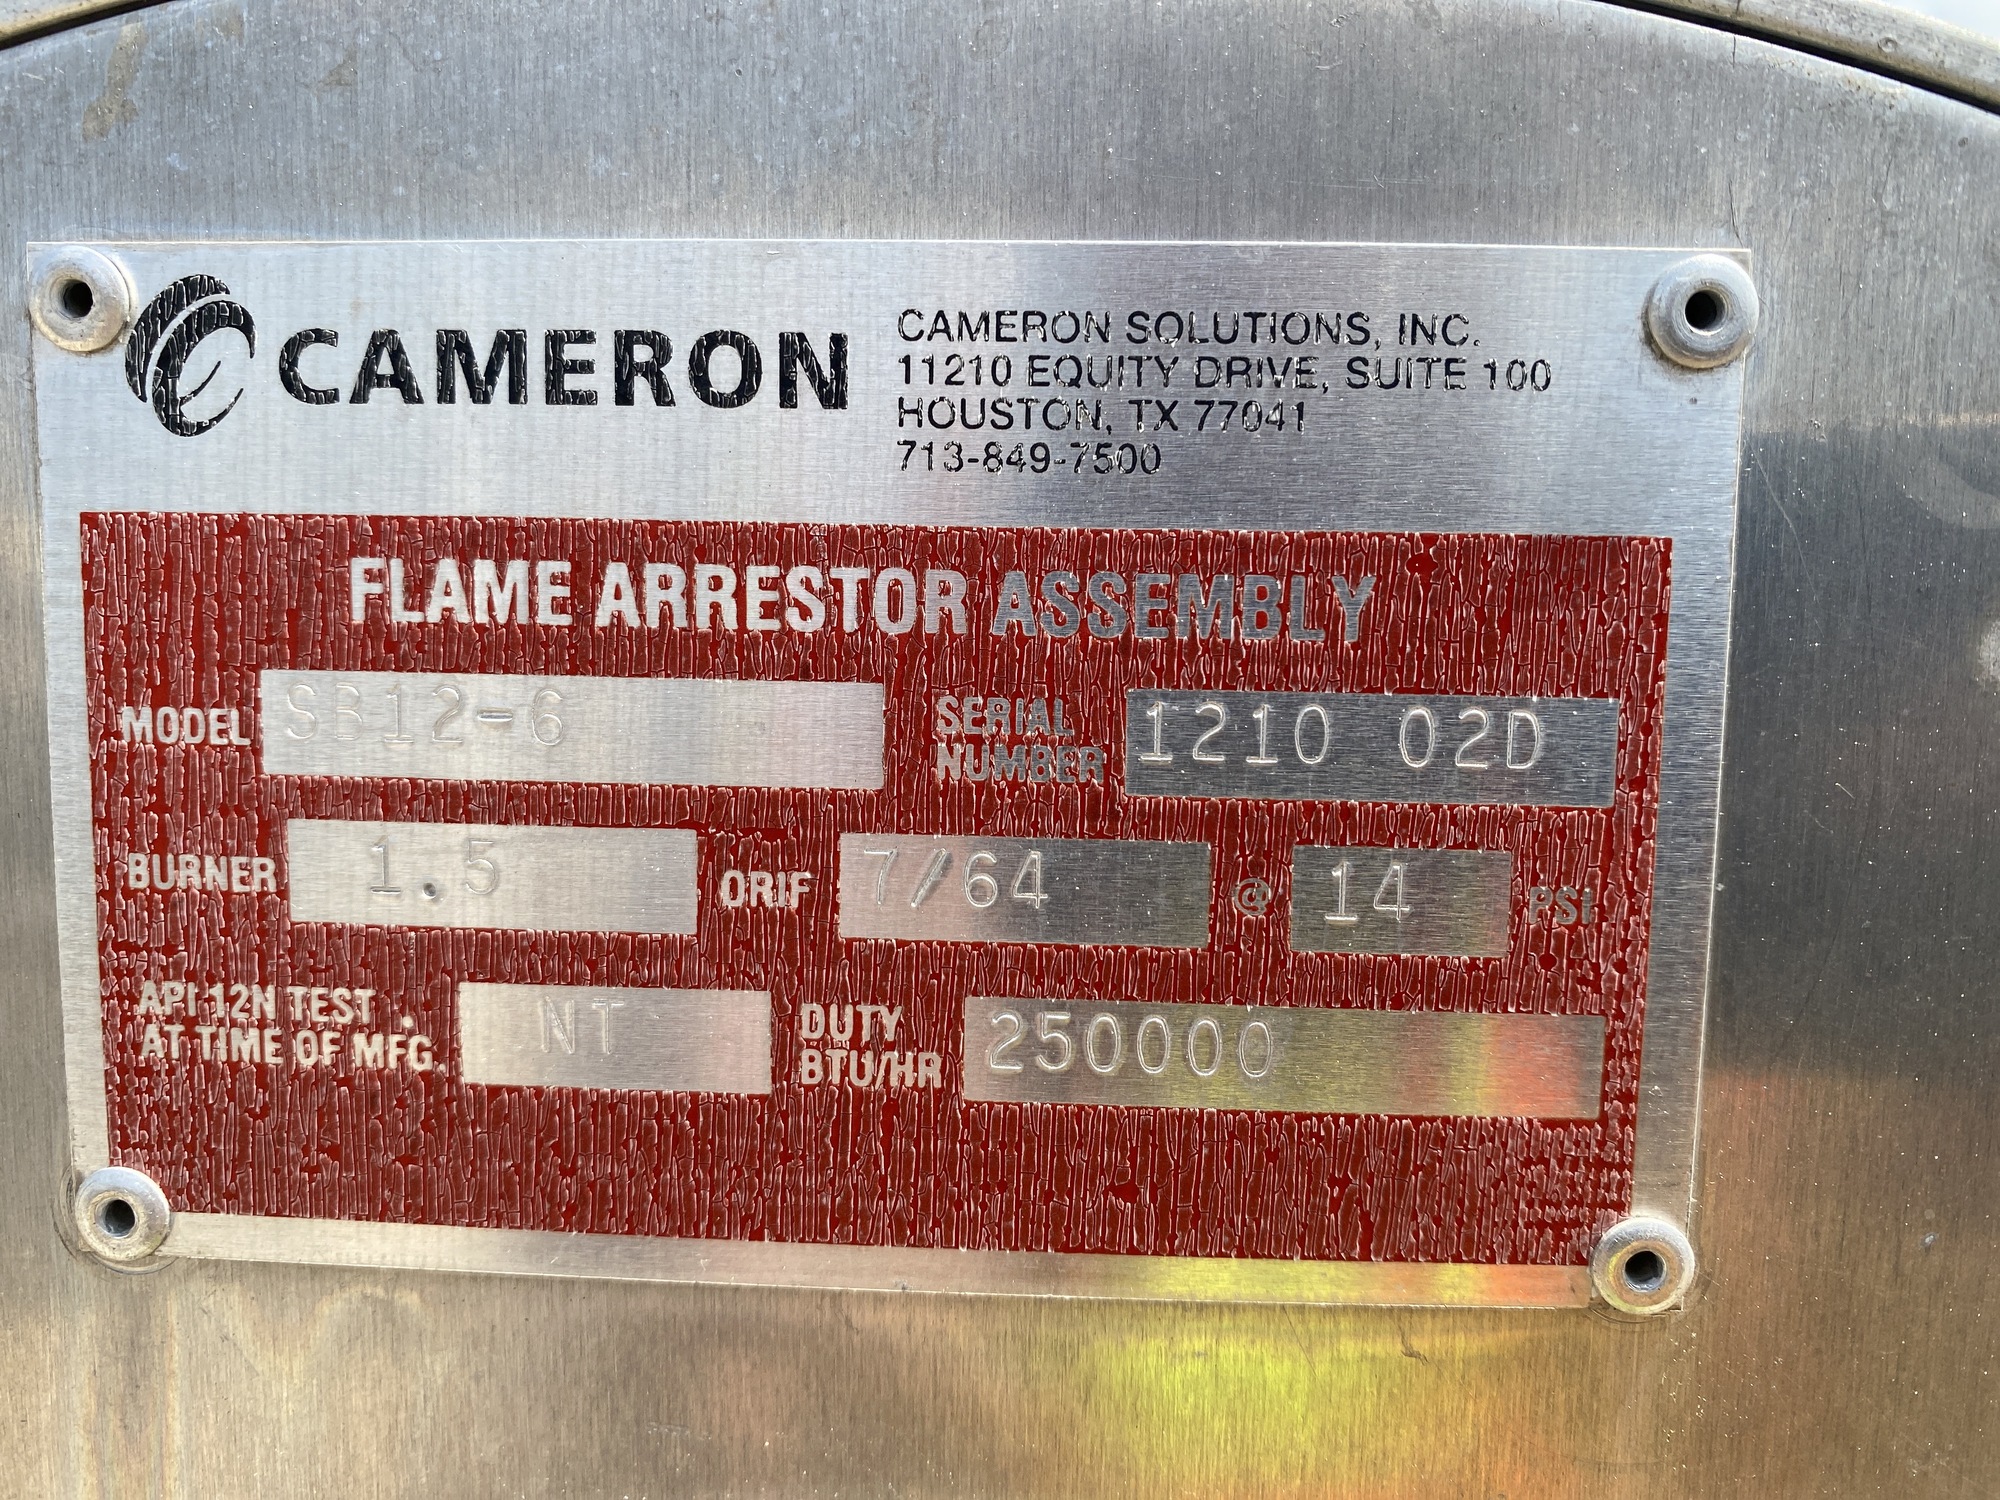 CAMERON
CAMERON SOLUTIONS, INC.
11210 EQUITY DRIVE, SUITE 100
HOUSTON, TX 77041
713-849-7500
FLAME ARRESTOR ASSEMBLY
MODEL SB12-6 SERIAL NUMBER 1210 02D
BURNER 1.5 ORIF 7/64 @ 14 PSI
API 12N TEST AT TIME OF MFG. NT DUTY BTU/HR 250000